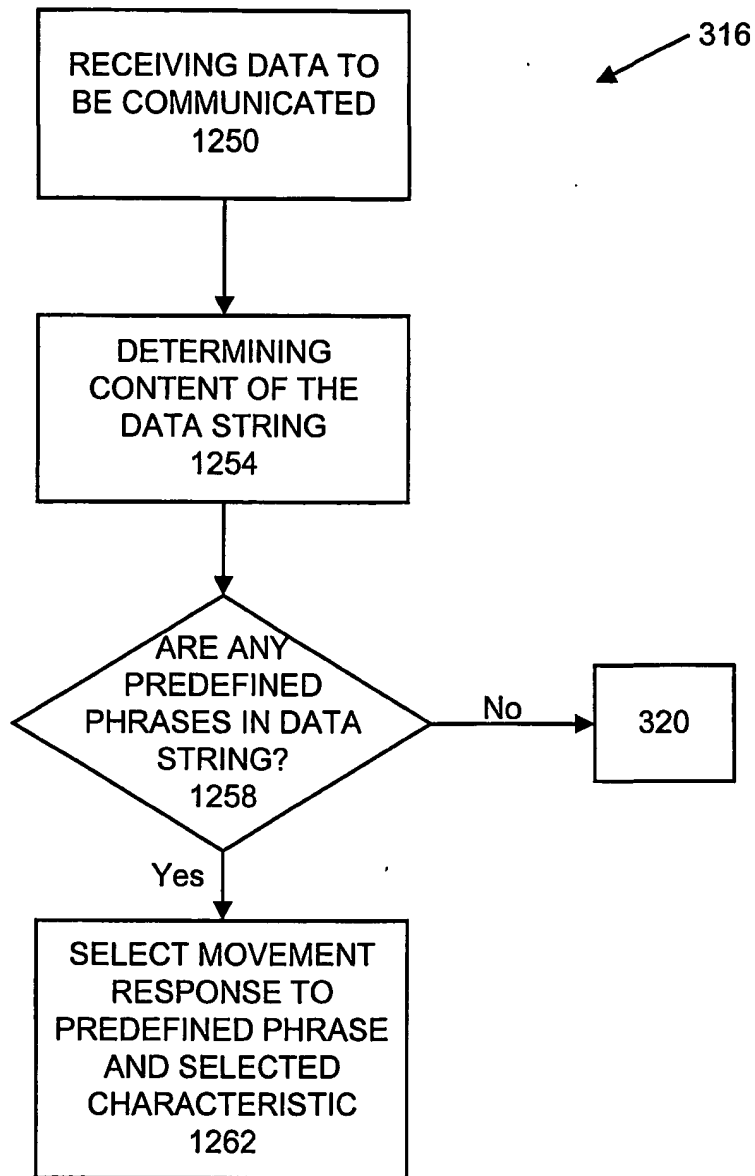 316
RECEIVING DATA TO
BE COMMUNICATED
1250
DETERMINING
CONTENT OF THE
DATA STRING
1254
ARE ANY
PREDEFINED
PHRASES IN DATA
STRING?
1258
No
320
Yes
SELECT MOVEMENT
RESPONSE TO
PREDEFINED PHRASE
AND SELECTED
CHARACTERISTIC
1262